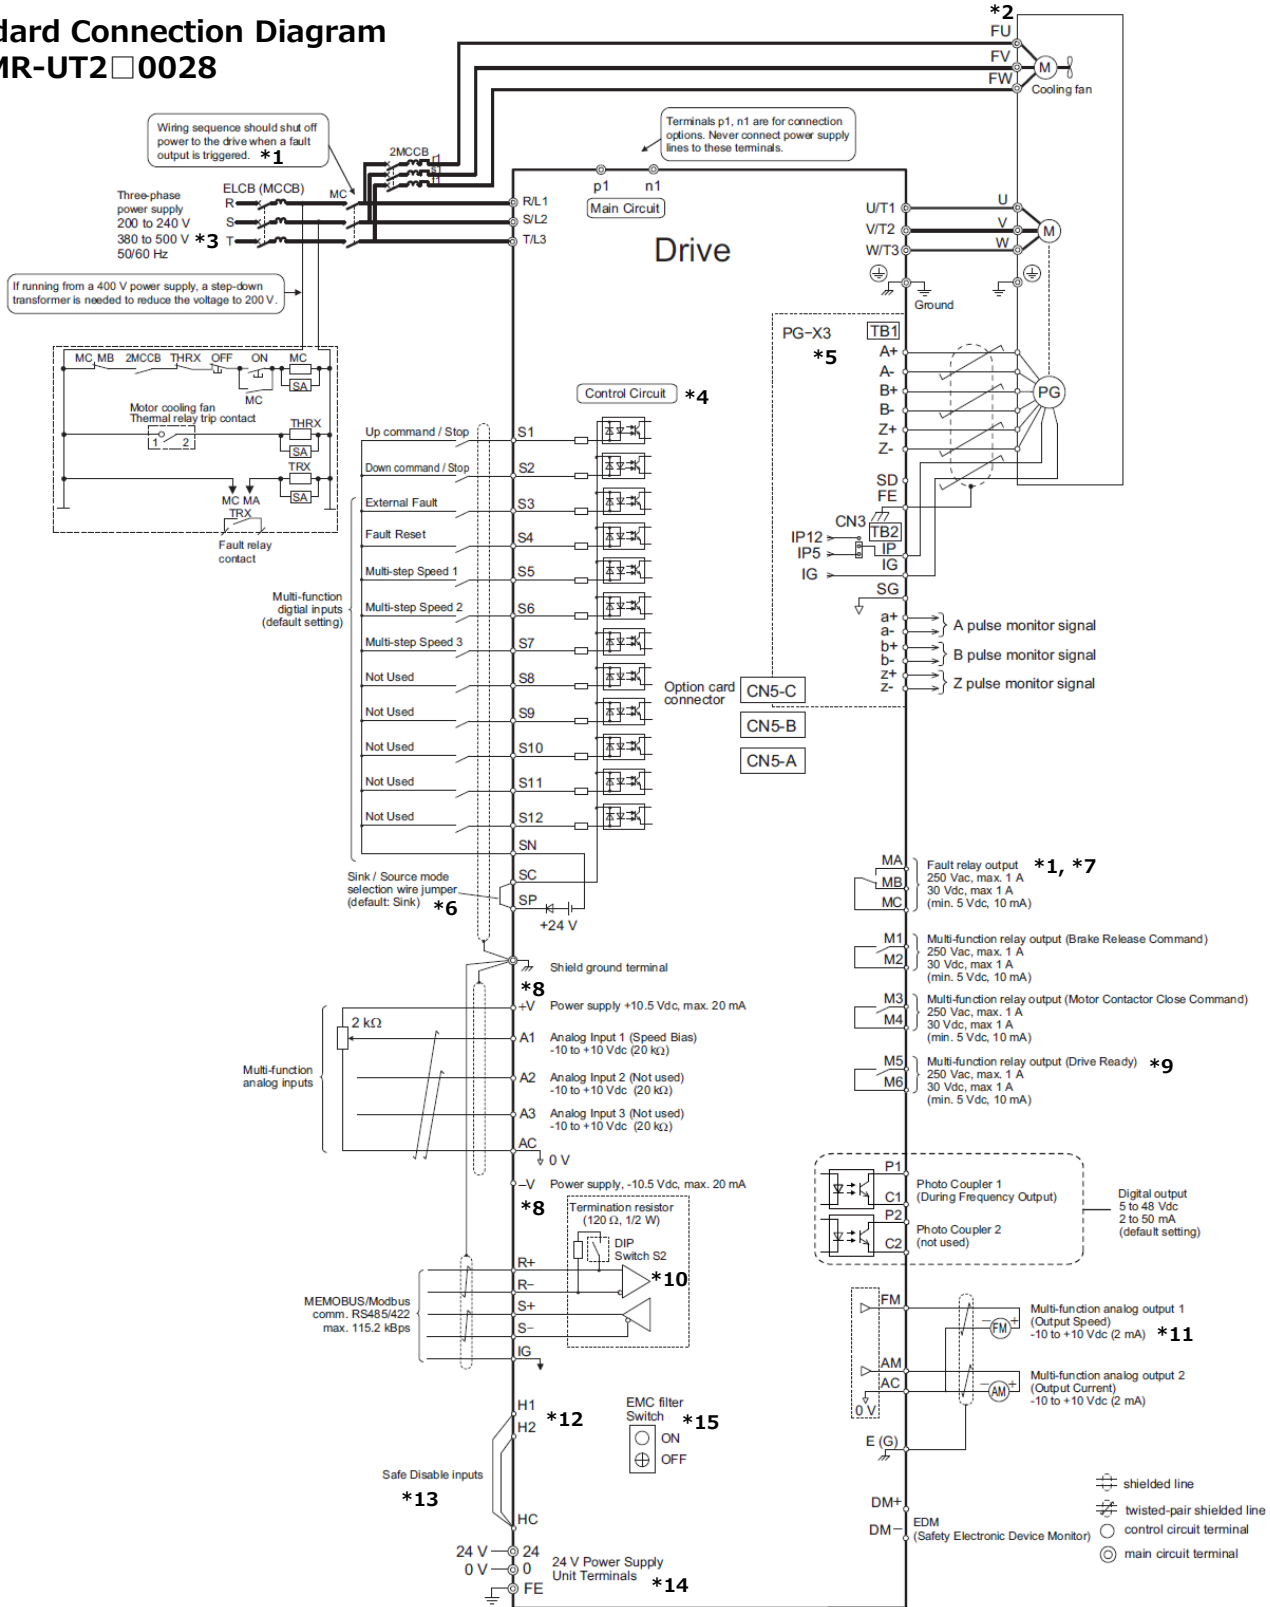 dard Connection Diagram
MR-UT2□0028
*2
FU
FV
FW
M
Cooling fan
Wiring sequence should shut off
power to the drive when a fault
output is triggered. *1
Terminals p1, n1 are for connection
options. Never connect power supply
lines to these terminals.
2MCCB
r1
s1
t1
p1
n1
Main Circuit
Three-phase
power supply
200 to 240 V
380 to 500 V *3
50/60 Hz
ELCB (MCCB)
MC
R
S
T
R/L1
S/L2
T/L3
Drive
U/T1
V/T2
W/T3
U
V
W
M
Ground
If running from a 400 V power supply, a step-down
transformer is needed to reduce the voltage to 200 V.
MC MB 2MCCB THRX OFF ON MC
SA
MC
Motor cooling fan
Thermal relay trip contact
1 2
THRX
SA
TRX
SA
MC MA
TRX
Fault relay
contact
PG-X3
*5
TB1
A+
A-
B+
B-
Z+
Z-
PG
SD
FE
CN3
TB2
IP12
IP5
IG
IP
IG
SG
a+
a-
A pulse monitor signal
b+
b-
B pulse monitor signal
z+
z-
Z pulse monitor signal
Option card
connector
CN5-C
CN5-B
CN5-A
Control Circuit *4
Multi-function
digtial inputs
(default setting)
Up command / Stop S1
Down command / Stop S2
External Fault S3
Fault Reset S4
Multi-step Speed 1 S5
Multi-step Speed 2 S6
Multi-step Speed 3 S7
Not Used S8
Not Used S9
Not Used S10
Not Used S11
Not Used S12
SN
SC
SP
+24 V
Sink / Source mode
selection wire jumper
(default: Sink) *6
Shield ground terminal
*8
Multi-function
analog inputs
2 kΩ
+V Power supply +10.5 Vdc, max. 20 mA
A1 Analog Input 1 (Speed Bias)
-10 to +10 Vdc (20 kΩ)
A2 Analog Input 2 (Not used)
-10 to +10 Vdc (20 kΩ)
A3 Analog Input 3 (Not used)
-10 to +10 Vdc (20 kΩ)
AC
0 V
–V Power supply, -10.5 Vdc, max. 20 mA
*8
Termination resistor
(120 Ω, 1/2 W)
DIP
Switch S2
*10
MEMOBUS/Modbus
comm. RS485/422
max. 115.2 kBps
R+
R–
S+
S–
IG
H1
H2
*12
Safe Disable inputs
*13
HC
EMC filter
Switch *15
ON
OFF
24 V 24
0 V 0
FE
24 V Power Supply
Unit Terminals *14
MA
MB
MC
Fault relay output *1, *7
250 Vac, max. 1 A
30 Vdc, max 1 A
(min. 5 Vdc, 10 mA)
M1
M2
Multi-function relay output (Brake Release Command)
250 Vac, max. 1 A
30 Vdc, max 1 A
(min. 5 Vdc, 10 mA)
M3
M4
Multi-function relay output (Motor Contactor Close Command)
250 Vac, max. 1 A
30 Vdc, max 1 A
(min. 5 Vdc, 10 mA)
M5
M6
Multi-function relay output (Drive Ready) *9
250 Vac, max. 1 A
30 Vdc, max 1 A
(min. 5 Vdc, 10 mA)
P1
C1
Photo Coupler 1
(During Frequency Output)
P2
C2
Photo Coupler 2
(not used)
Digital output
5 to 48 Vdc
2 to 50 mA
(default setting)
FM
FM
Multi-function analog output 1
(Output Speed)
-10 to +10 Vdc (2 mA) *11
AM
AC
0 V
AM
Multi-function analog output 2
(Output Current)
-10 to +10 Vdc (2 mA)
E (G)
DM+
DM–
EDM
(Safety Electronic Device Monitor)
shielded line
twisted-pair shielded line
control circuit terminal
main circuit terminal